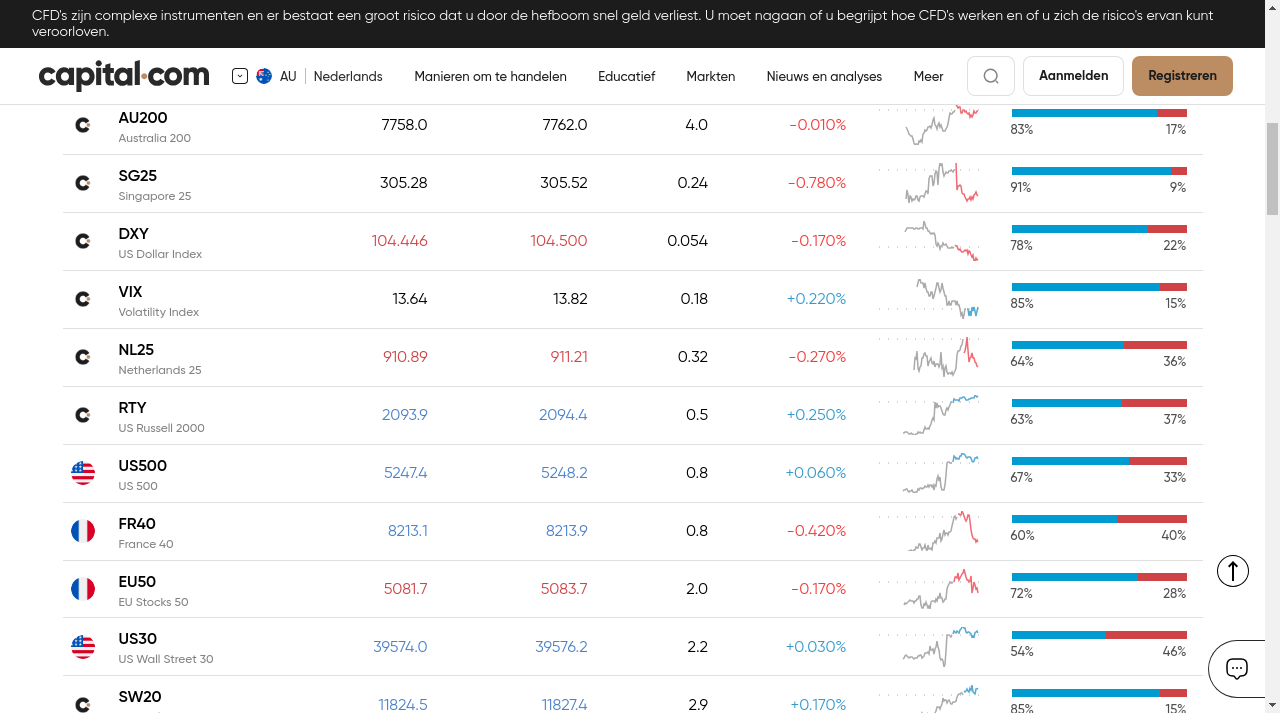 CFD's zijn complexe instrumenten en er bestaat een groot risico dat u door de hefboom snel geld verliest. U moet nagaan of u begrijpt hoe CFD's werken en of u zich de risico's ervan kunt
veroorloven.
capital.com AU Nederlands Manieren om te handelen Educatief Markten Nieuws en analyses Meer Aanmelden Registreren
AU200 7758.0 7762.0 4.0 -0.010%
Australia 200 83% 17%
SG25 305.28 305.52 0.24 -0.780%
Singapore 25 91% 9%
DXY 104.446 104.500 0.054 -0.170%
US Dollar Index 78% 22%
VIX 13.64 13.82 0.18 +0.220%
Volatility Index 85% 15%
NL25 910.89 911.21 0.32 -0.270%
Netherlands 25 64% 36%
RTY 2093.9 2094.4 0.5 +0.250%
US Russell 2000 63% 37%
US500 5247.4 5248.2 0.8 +0.060%
US 500 67% 33%
FR40 8213.1 8213.9 0.8 -0.420%
France 40 60% 40%
EU50 5081.7 5083.7 2.0 -0.170%
EU Stocks 50 72% 28%
US30 39574.0 39576.2 2.2 +0.030%
US Wall Street 30 54% 46%
SW20 11824.5 11827.4 2.9 +0.170%
85% 15%